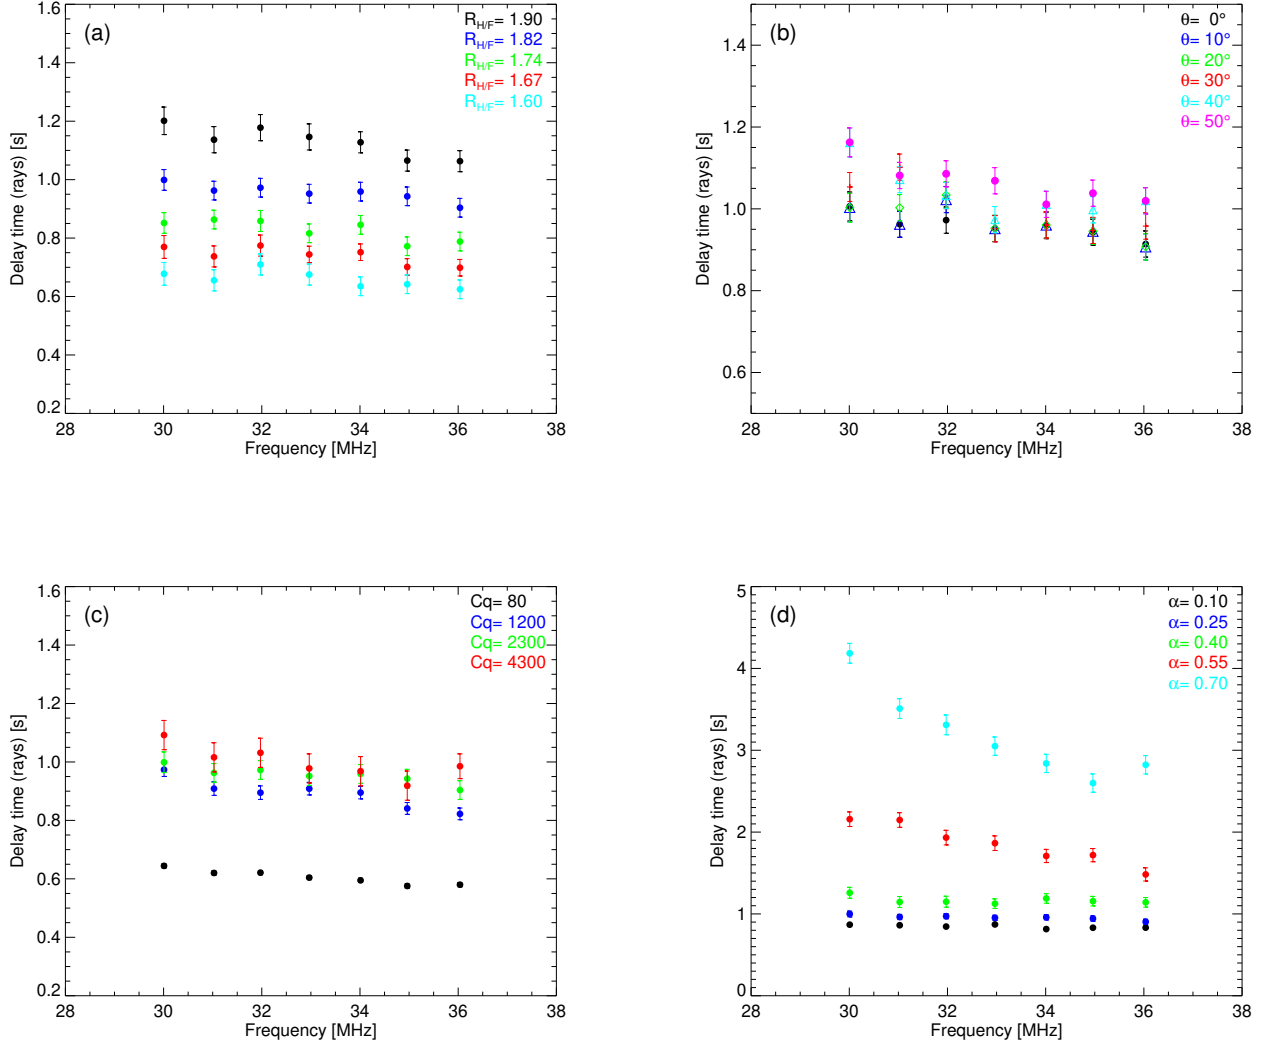 (a)
R_H/F= 1.90
R_H/F= 1.82
R_H/F= 1.74
R_H/F= 1.67
R_H/F= 1.60
1.6
1.4
1.2
1.0
0.8
0.6
0.4
0.2
Delay time (rays) [s]
28 30 32 34 36 38
Frequency [MHz]
(b)
θ= 0°
θ= 10°
θ= 20°
θ= 30°
θ= 40°
θ= 50°
1.4
1.2
1.0
0.8
0.6
Delay time (rays) [s]
28 30 32 34 36 38
Frequency [MHz]
(c)
Cq= 80
Cq= 1200
Cq= 2300
Cq= 4300
1.6
1.4
1.2
1.0
0.8
0.6
0.4
0.2
Delay time (rays) [s]
28 30 32 34 36 38
Frequency [MHz]
(d)
α= 0.10
α= 0.25
α= 0.40
α= 0.55
α= 0.70
5
4
3
2
1
0
Delay time (rays) [s]
28 30 32 34 36 38
Frequency [MHz]